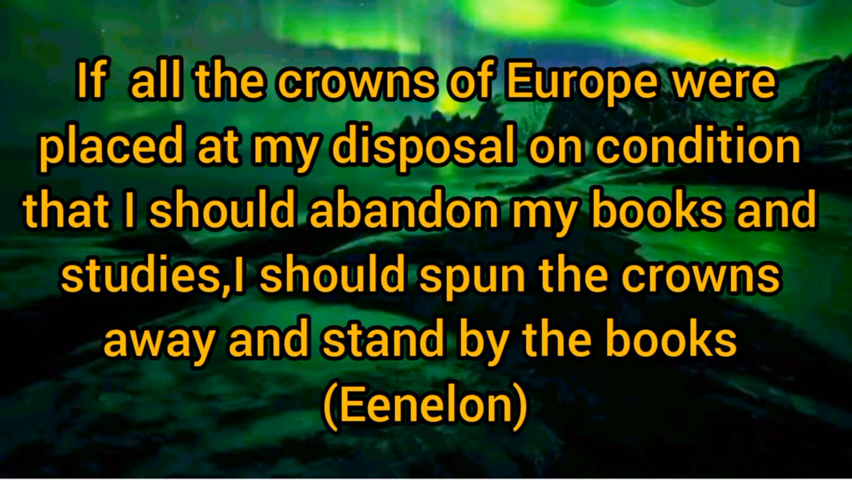 If  all the crowns of Europe were
placed at my disposal on condition
that I should abandon my books and
studies,I should spun the crowns
away and stand by the books
(Eenelon)